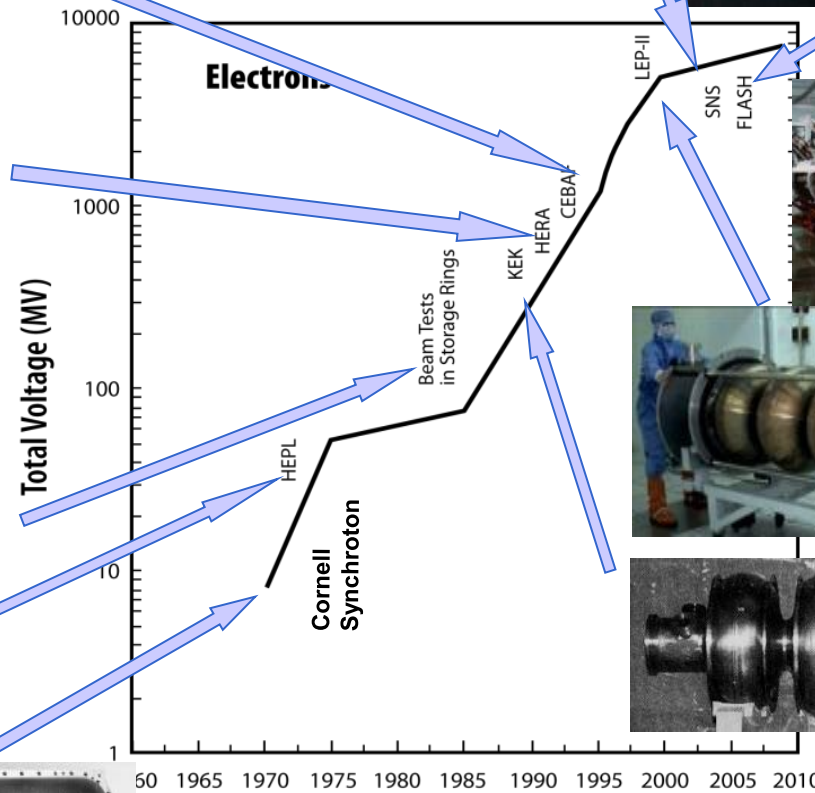 10000
Electrons
LEP-II
SNS
FLASH
1000
CEBA
HERA
KEK
Beam Tests
in Storage Rings
Total Voltage (MV)
100
HEPL
Cornell
Synchroton
10
1
60 1965 1970 1975 1980 1985 1990 1995 2000 2005 2010